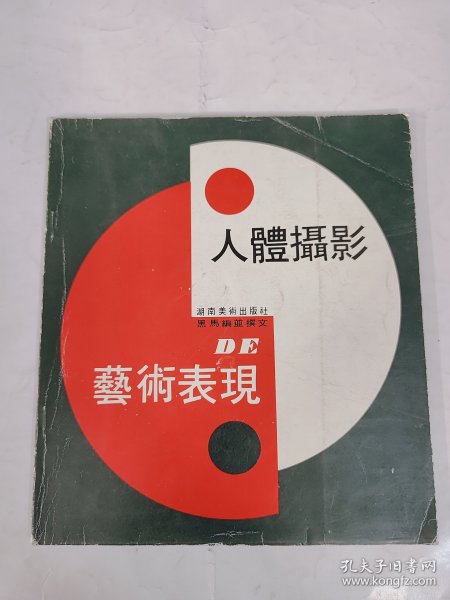 人體攝影
湖南美術出版社
黑馬編並撰文
DE
藝術表現
孔夫子旧书网
www.kongfz.com